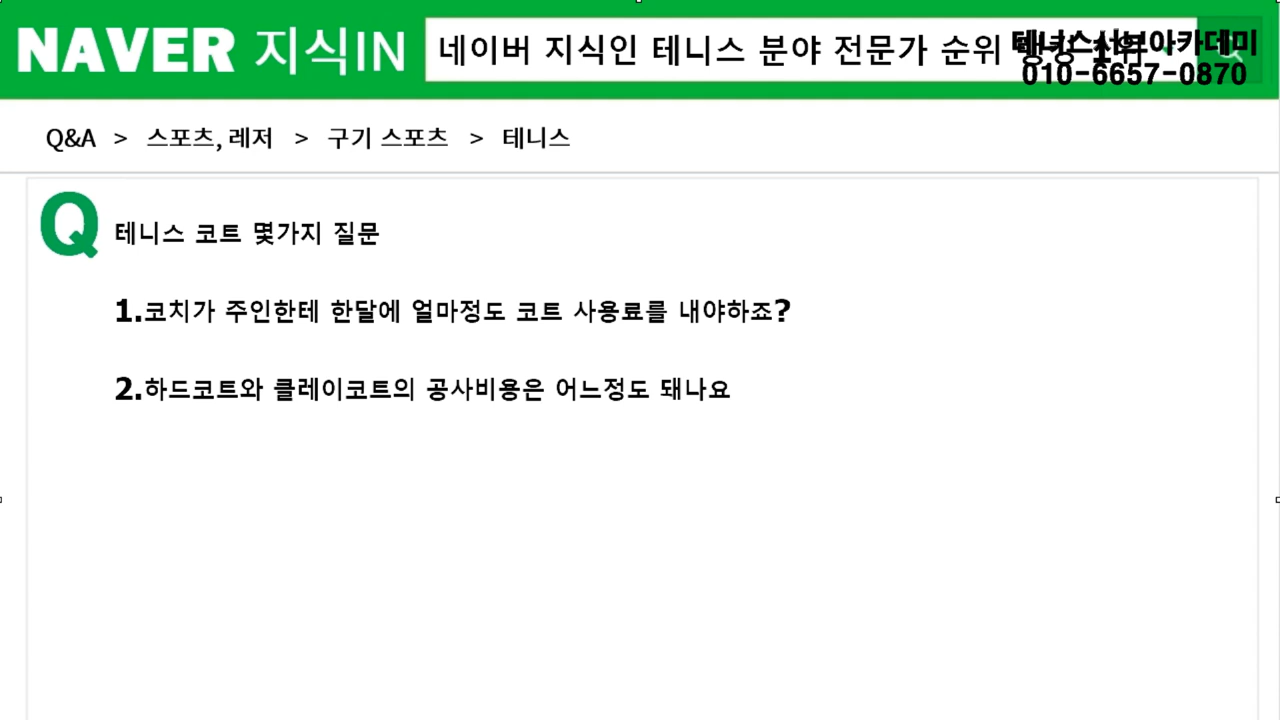 NAVER 지식IN
네이버 지식인 테니스 분야 전문가 순위
테니스서브아카데미
010-6657-0870
Q&A > 스포츠, 레저 > 구기 스포츠 > 테니스
Q 테니스 코트 몇가지 질문
1.코치가 주인한테 한달에 얼마정도 코트 사용료를 내야하죠?
2.하드코트와 클레이코트의 공사비용은 어느정도 돼나요